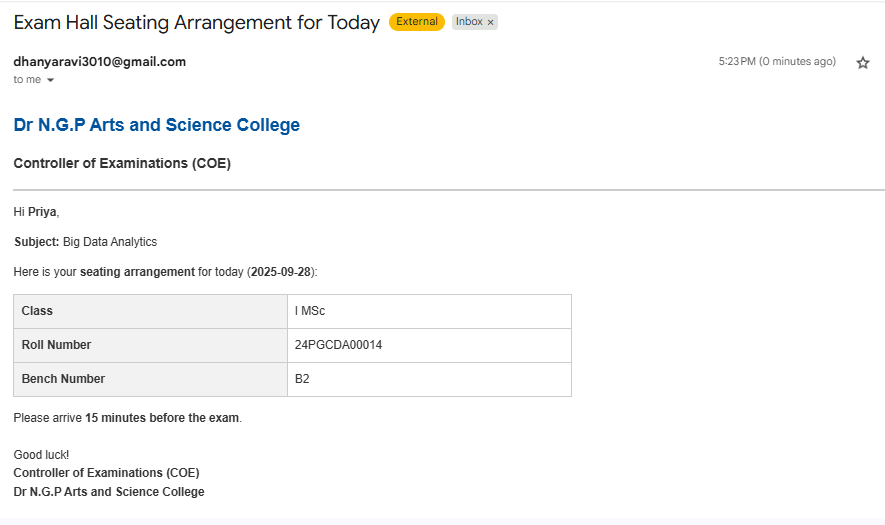 Exam Hall Seating Arrangement for Today External Inbox ×
dhanyaravi3010@gmail.com 5:23 PM (0 minutes ago)
to me
Dr N.G.P Arts and Science College
Controller of Examinations (COE)
Hi Priya,
Subject: Big Data Analytics
Here is your seating arrangement for today (2025-09-28):
Class I MSc
Roll Number 24PGCDA00014
Bench Number B2
Please arrive 15 minutes before the exam.
Good luck!
Controller of Examinations (COE)
Dr N.G.P Arts and Science College